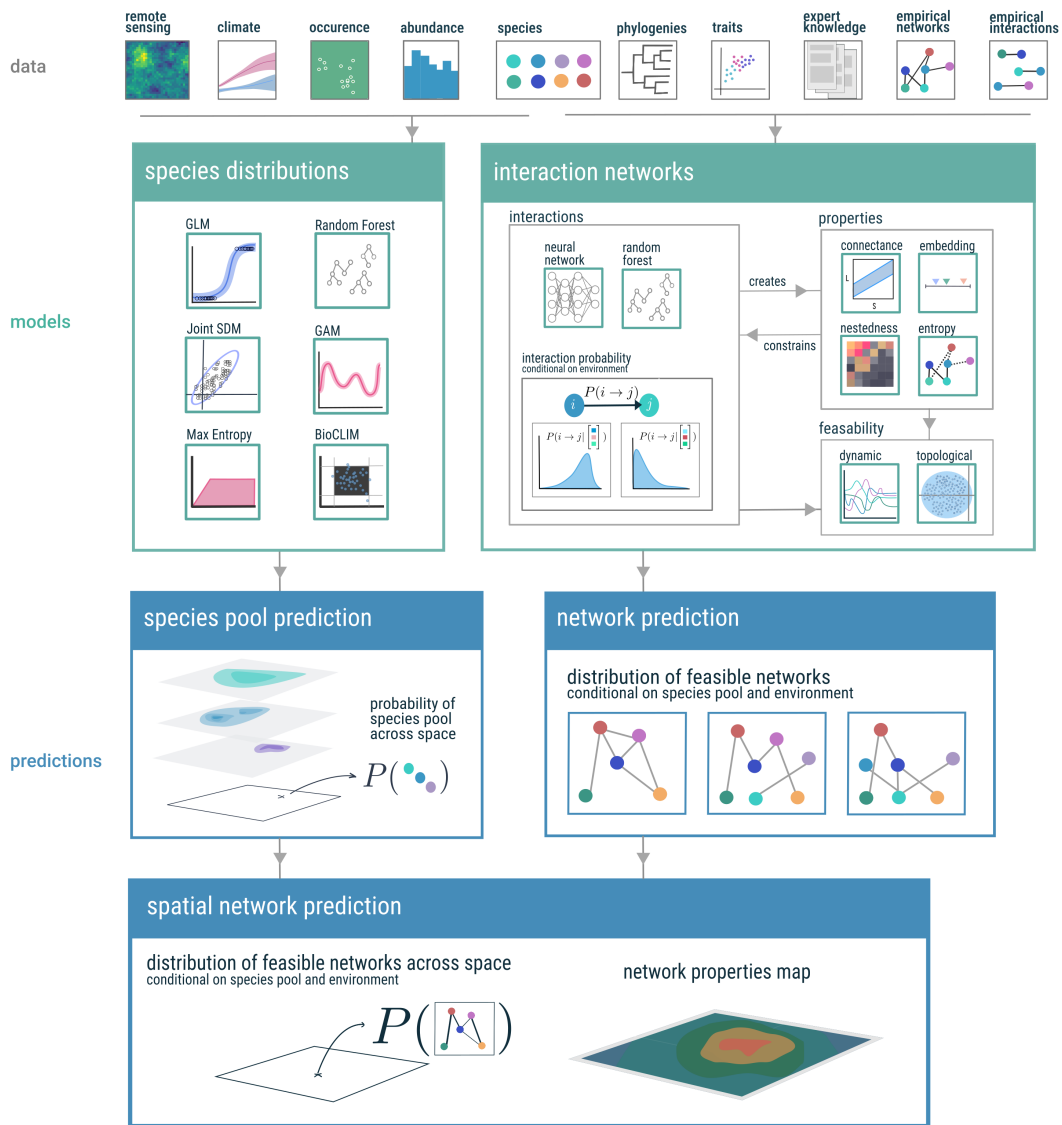 remote
sensing
climate
occurence
abundance
species
phylogenies
traits
expert
knowledge
empirical
networks
empirical
interactions
data
species distributions
GLM
Random Forest
Joint SDM
GAM
Max Entropy
BioCLIM
interaction networks
interactions
neural
network
random
forest
interaction probability
conditional on environment
P(i → j)
i
j
P(i → j| )
P(i → j| )
creates
constrains
properties
connectance
L
S
embedding
nestedness
entropy
feasability
dynamic
topological
models
species pool prediction
probability of
species pool
across space
P( )
network prediction
distribution of feasible networks
conditional on species pool and environment
predictions
spatial network prediction
distribution of feasible networks across space
conditional on species pool and environment
P( )
network properties map